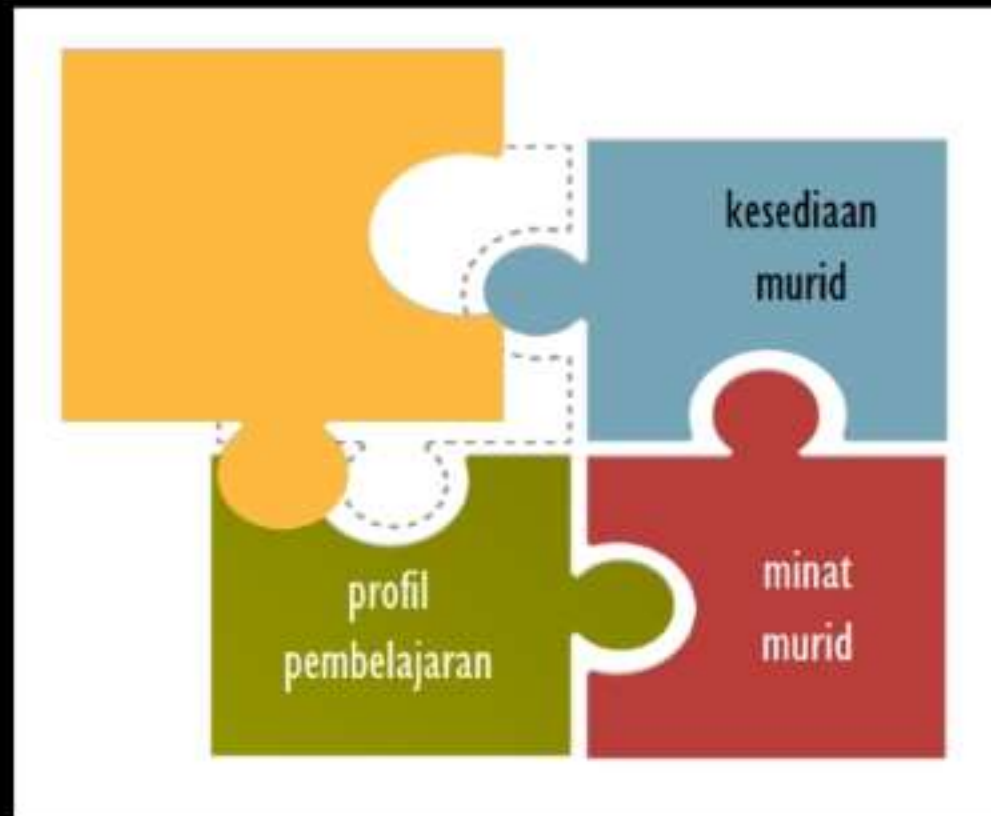 kesediaan
murid
profil
pembelajaran
minat
murid